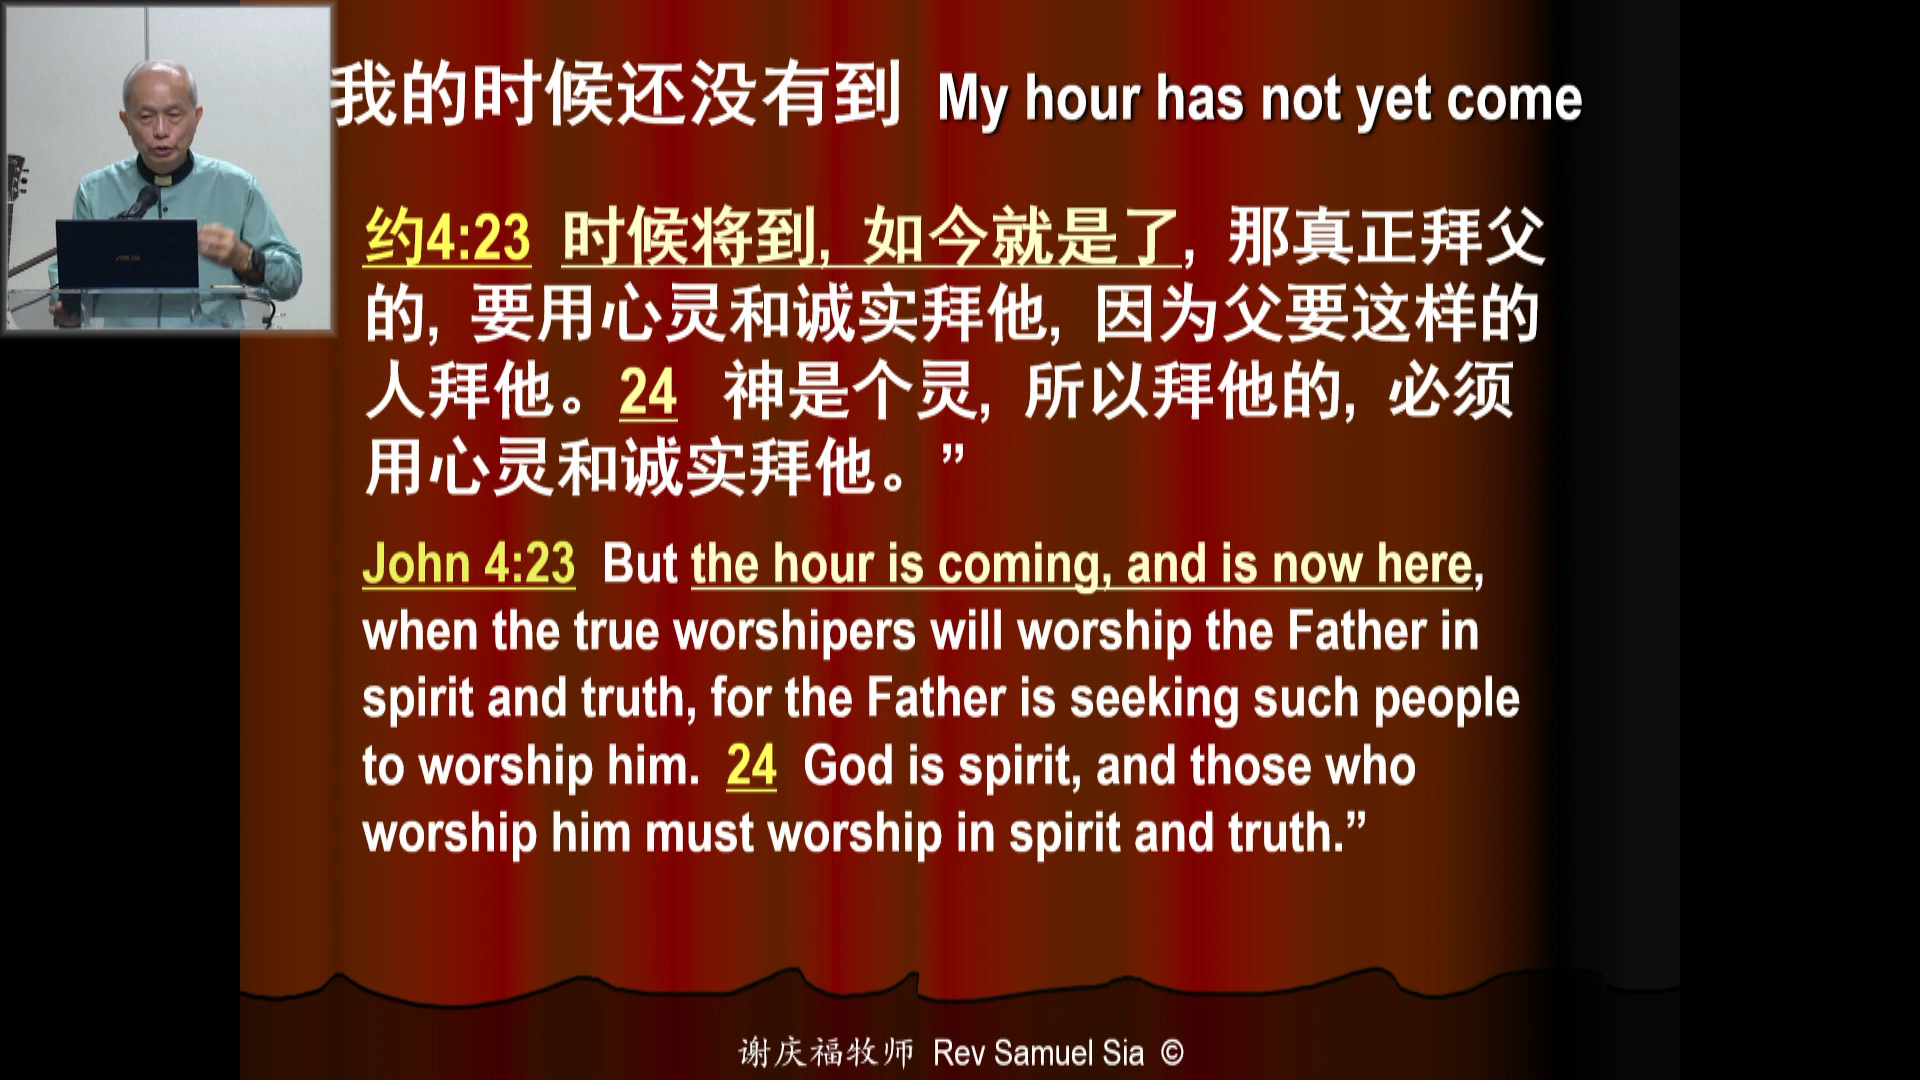 我的时候还没有到 My hour has not yet come
约4:23 时候将到, 如今就是了, 那真正拜父
的, 要用心灵和诚实拜他, 因为父要这样的
人拜他。24 神是个灵, 所以拜他的, 必须
用心灵和诚实拜他。”
John 4:23 But the hour is coming, and is now here,
when the true worshipers will worship the Father in
spirit and truth, for the Father is seeking such people
to worship him. 24 God is spirit, and those who
worship him must worship in spirit and truth.”
谢庆福牧师 Rev Samuel Sia ©